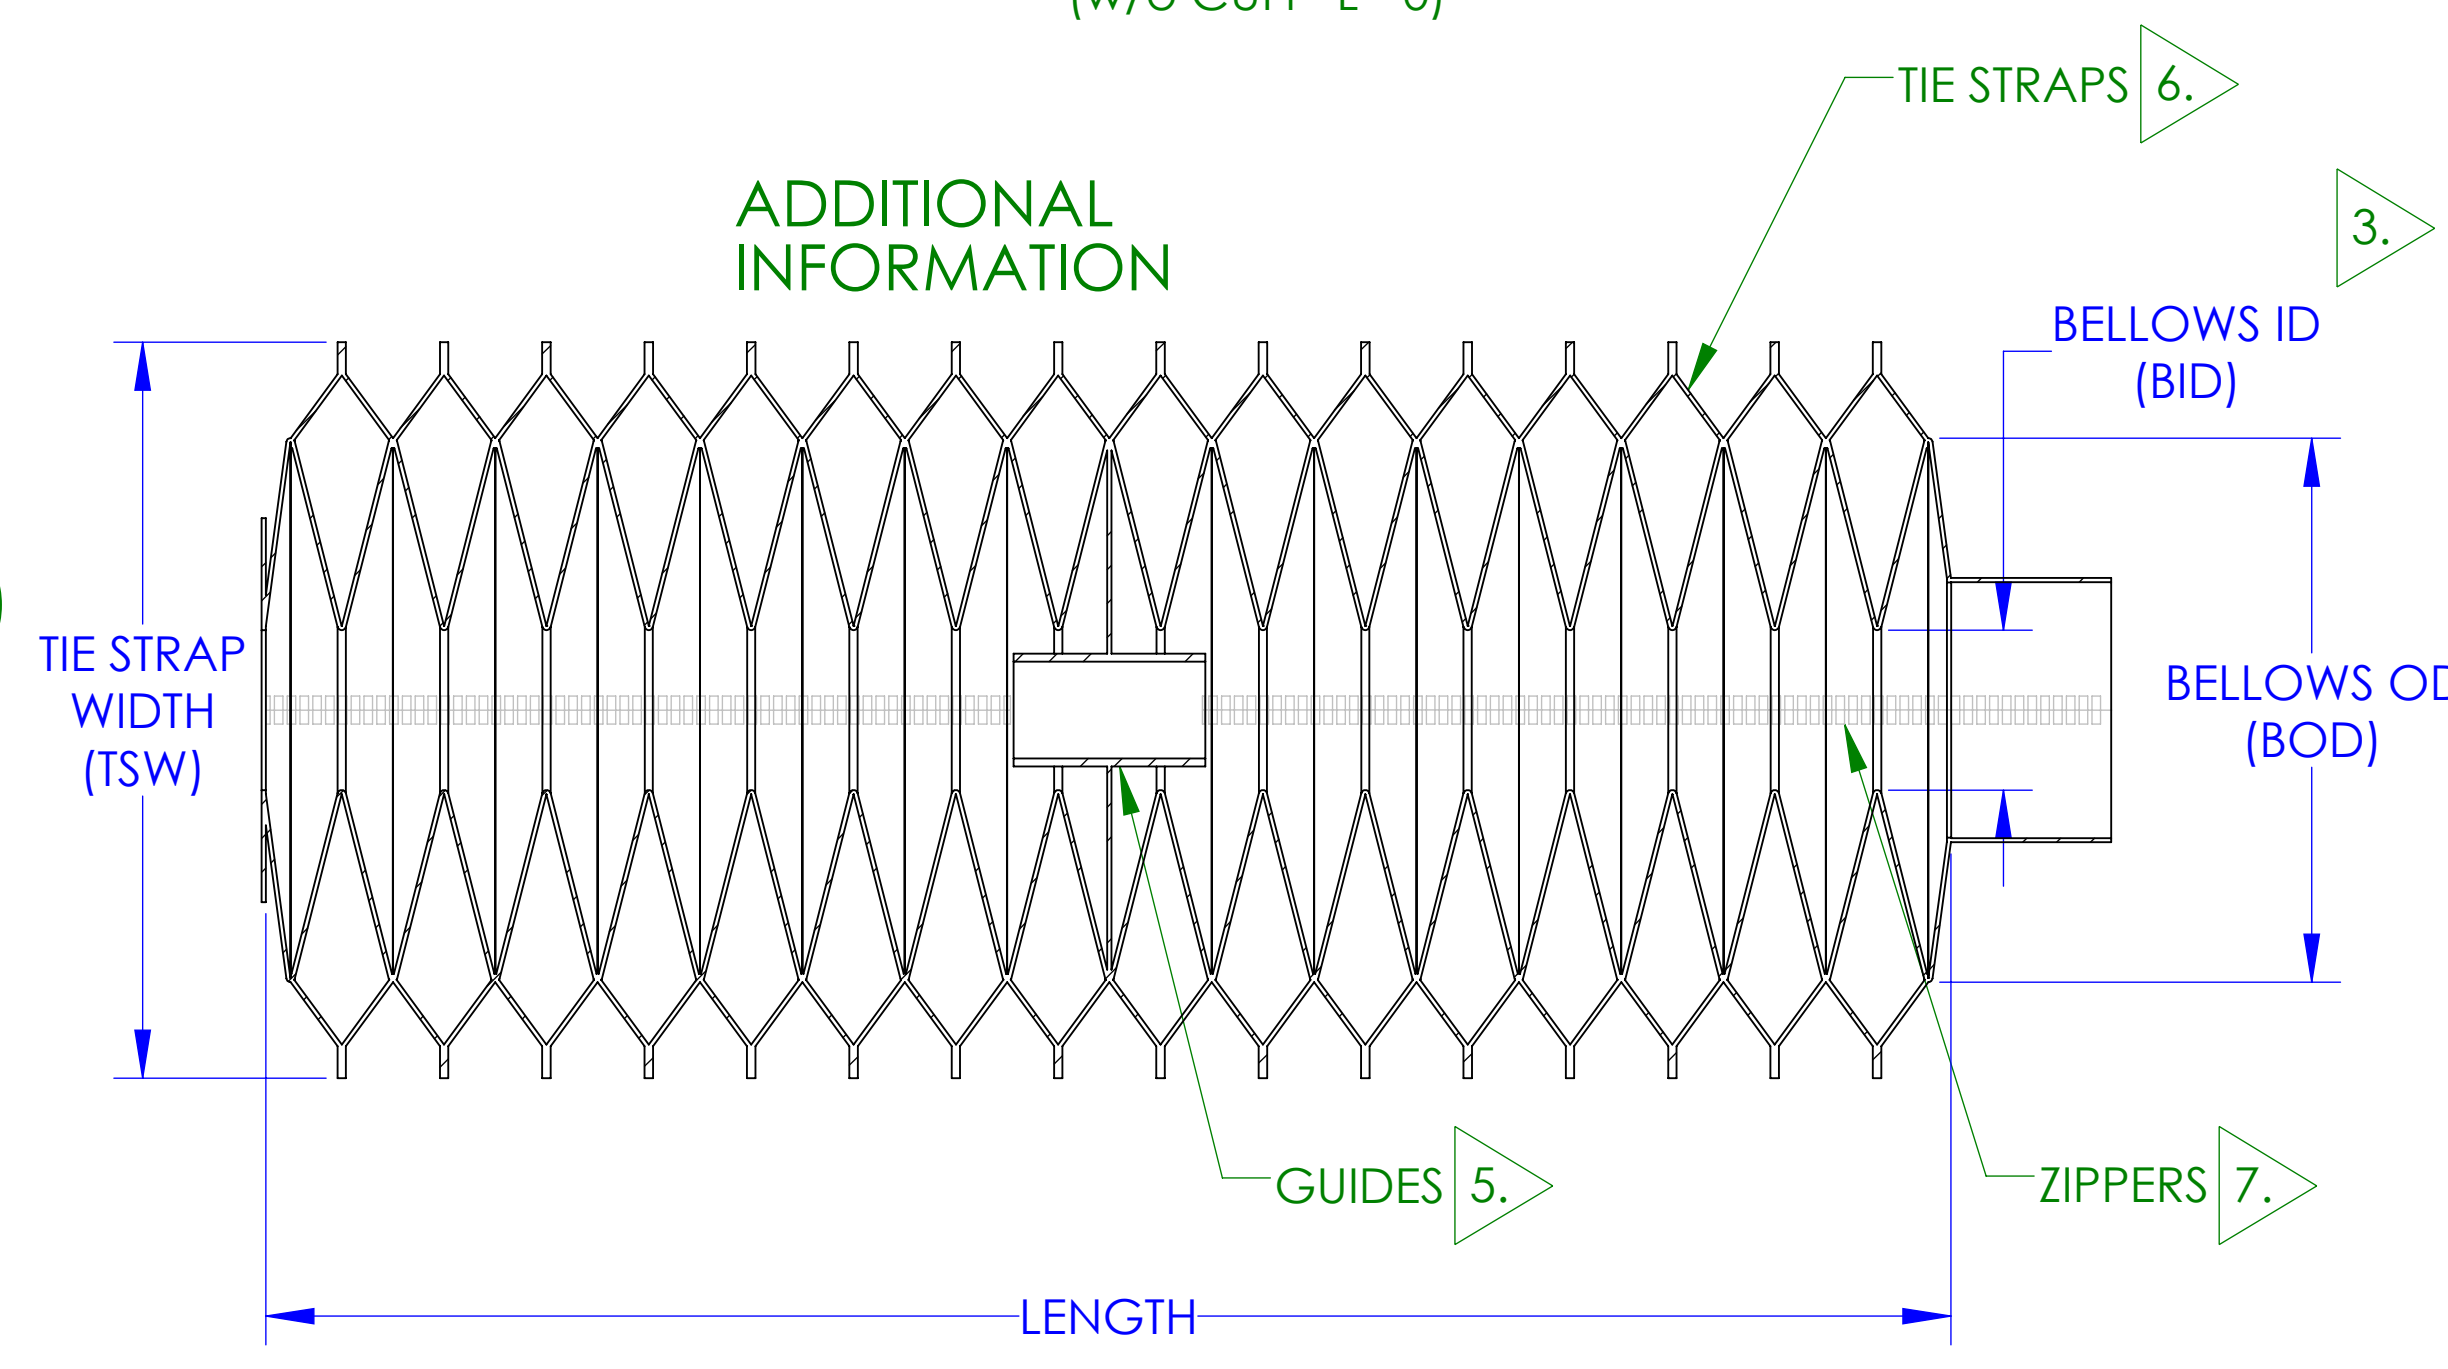 TIE STRAPS 6.
ADDITIONAL
INFORMATION
3.
BELLOWS ID
(BID)
TIE STRAP
WIDTH
(TSW)
BELLOWS OD
(BOD)
GUIDES 5.
ZIPPERS 7.
LENGTH